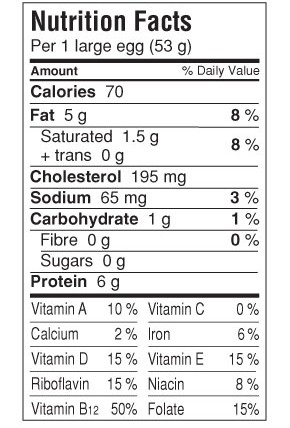 Nutrition Facts
Per 1 large egg (53 g)
Amount % Daily Value
Calories 70
Fat 5 g 8 %
Saturated 1.5 g 8 %
+ trans 0 g
Cholesterol 195 mg
Sodium 65 mg 3 %
Carbohydrate 1 g 1 %
Fibre 0 g 0 %
Sugars 0 g
Protein 6 g
Vitamin A 10 % Vitamin C 0 %
Calcium 2 % Iron 6 %
Vitamin D 15 % Vitamin E 15 %
Riboflavin 15 % Niacin 8 %
Vitamin B12 50% Folate 15%